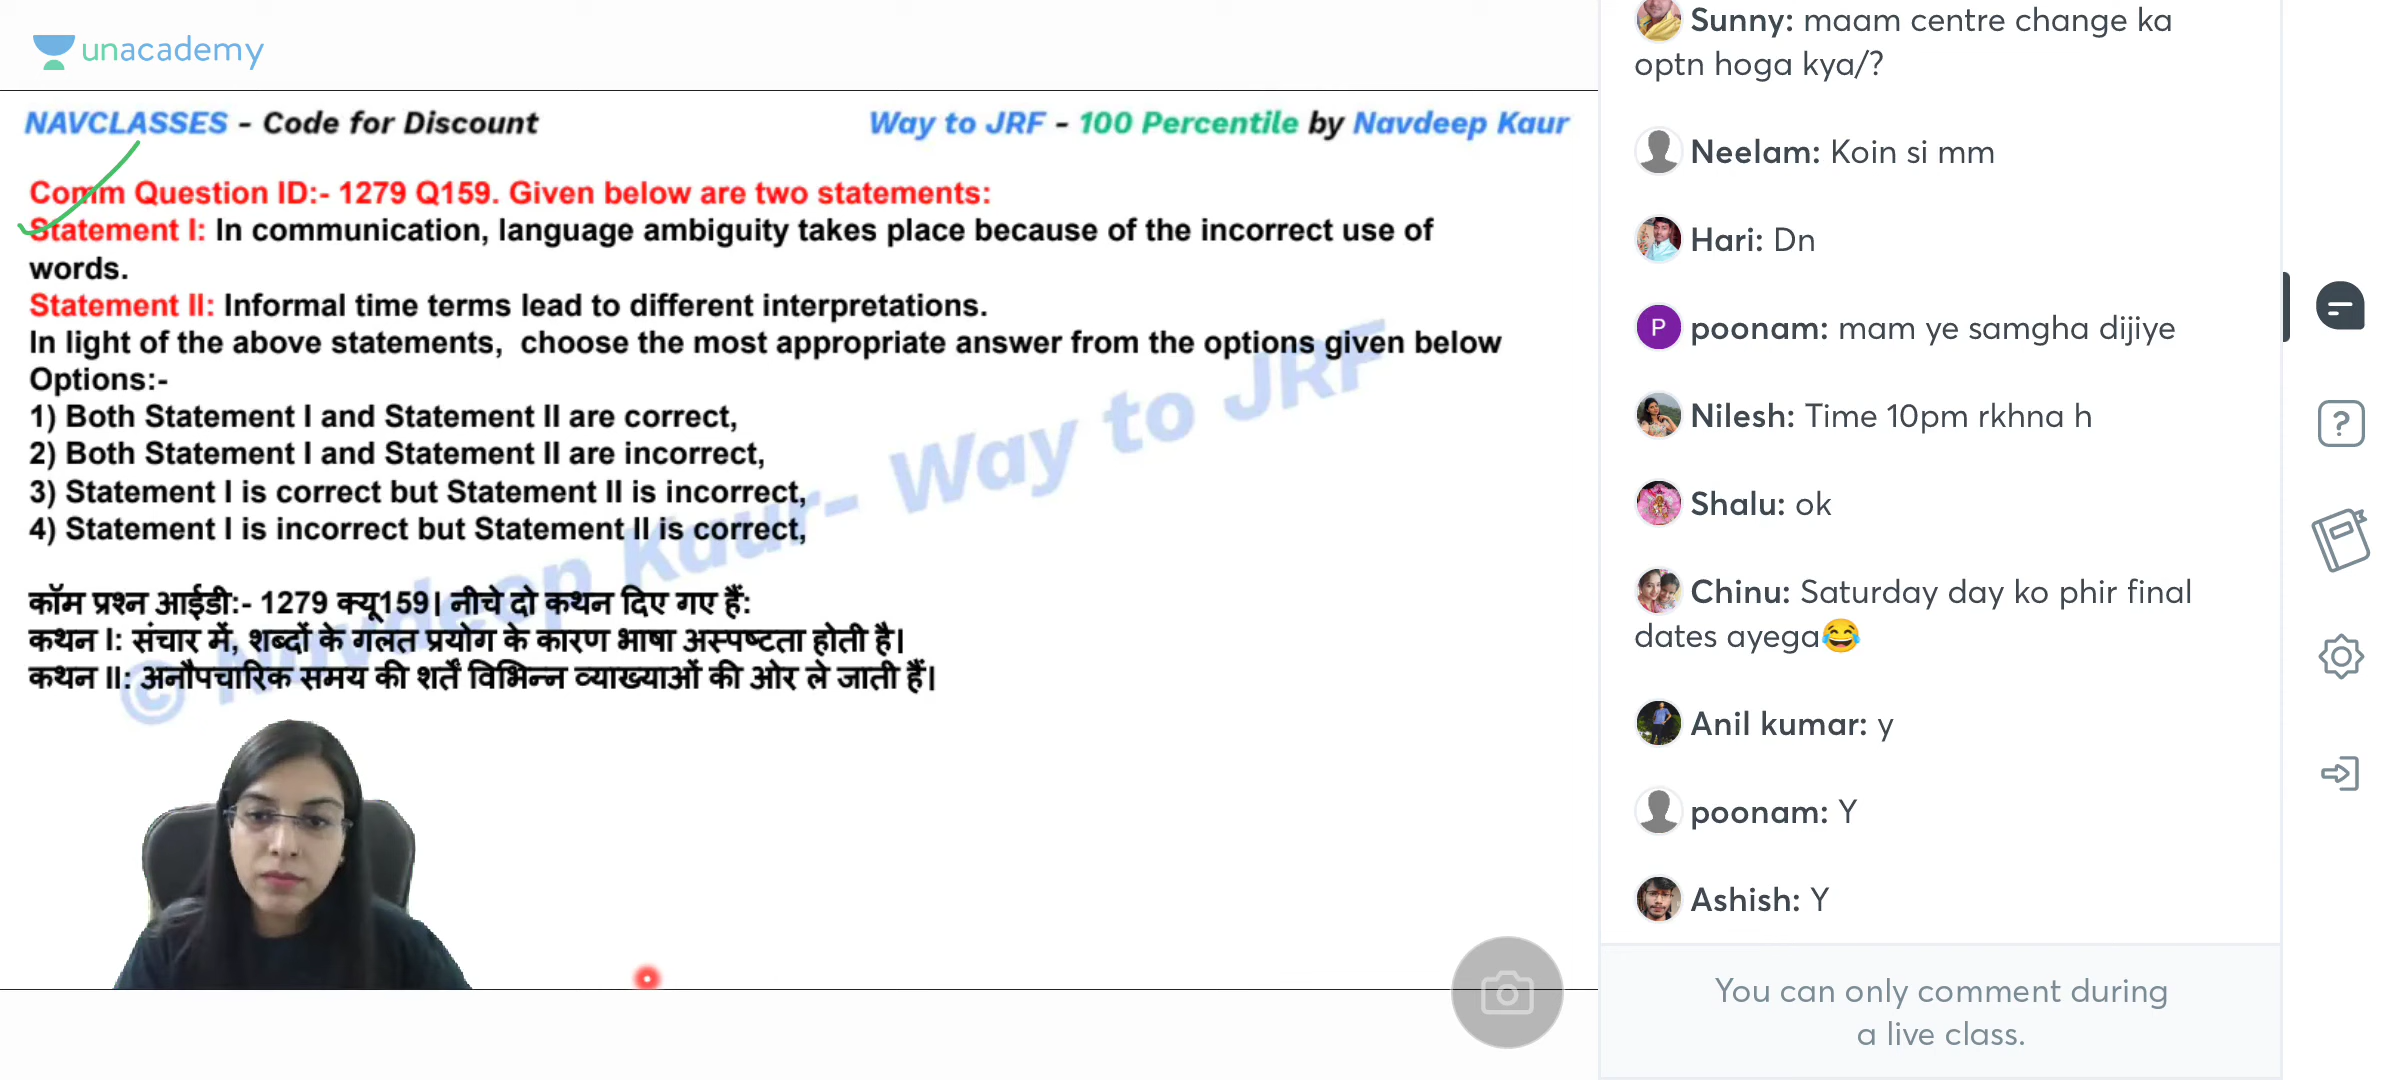 unacademy
NAVCLASSES - Code for Discount
Way to JRF - 100 Percentile by Navdeep Kaur
Comm Question ID:- 1279 Q159. Given below are two statements:
Statement I: In communication, language ambiguity takes place because of the incorrect use of
words.
Statement II: Informal time terms lead to different interpretations.
In light of the above statements,  choose the most appropriate answer from the options given below
Options:-
1) Both Statement I and Statement II are correct,
2) Both Statement I and Statement II are incorrect,
3) Statement I is correct but Statement II is incorrect,
4) Statement I is incorrect but Statement II is correct,
कॉम प्रश्न आईडी:- 1279 क्यू159। नीचे दो कथन दिए गए हैं:
कथन I: संचार में, शब्दों के गलत प्रयोग के कारण भाषा अस्पष्टता होती है।
कथन II: अनौपचारिक समय की शर्तें विभिन्न व्याख्याओं की ओर ले जाती हैं।
© Navdeep Kaur- Way to JRF
Sunny: maam centre change ka
optn hoga kya/?
Neelam: Koin si mm
Hari: Dn
P poonam: mam ye samgha dijiye
Nilesh: Time 10pm rkhna h
Shalu: ok
Chinu: Saturday day ko phir final
dates ayega😂
Anil kumar: y
poonam: Y
Ashish: Y
You can only comment during
a live class.